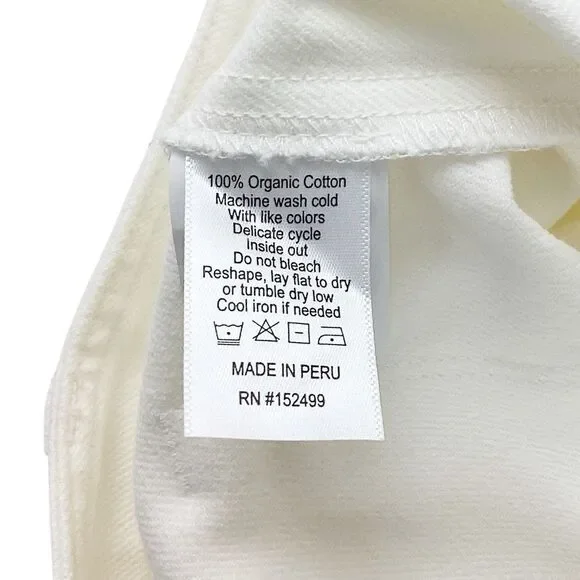 100% Organic Cotton
Machine wash cold
With like colors
Delicate cycle
Inside out
Do not bleach
Reshape, lay flat to dry
or tumble dry low
Cool iron if needed
MADE IN PERU
RN #152499